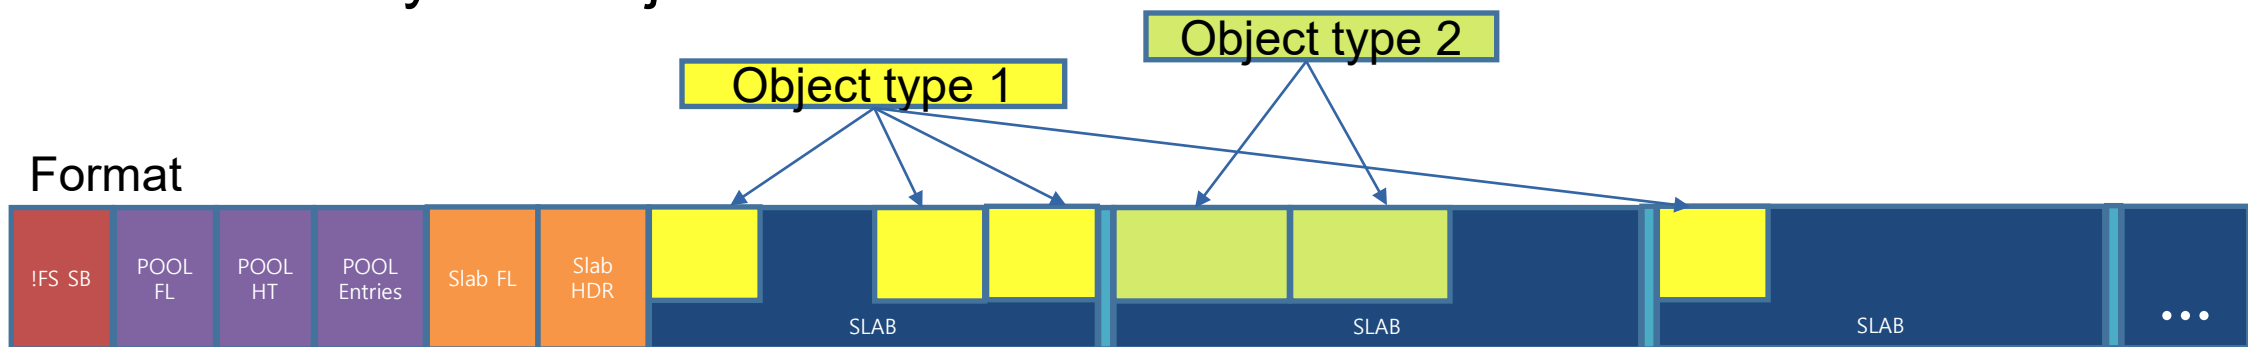 Object type 2
Object type 1
Format
!FS SB
POOL
FL
POOL
HT
POOL
Entries
Slab FL
Slab
HDR
SLAB
SLAB
SLAB
...